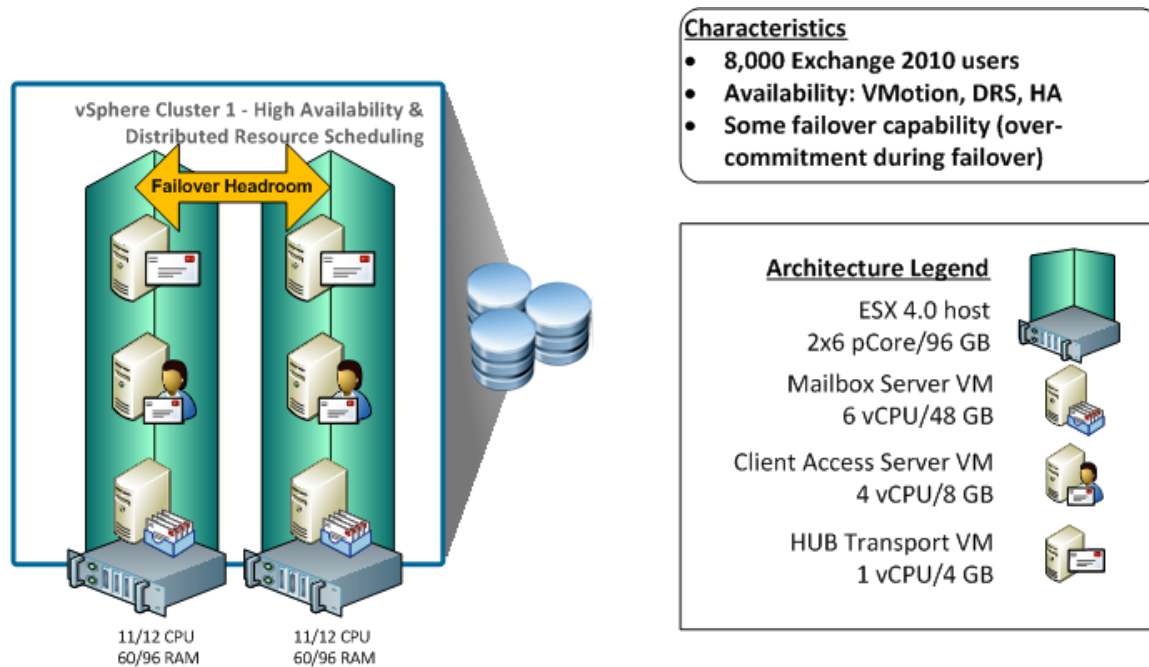 vSphere Cluster 1 - High Availability &
Distributed Resource Scheduling
Failover Headroom
11/12 CPU
60/96 RAM
11/12 CPU
60/96 RAM
Characteristics
• 8,000 Exchange 2010 users
• Availability: VMotion, DRS, HA
• Some failover capability (over-
commitment during failover)
Architecture Legend
ESX 4.0 host
2x6 pCore/96 GB
Mailbox Server VM
6 vCPU/48 GB
Client Access Server VM
4 vCPU/8 GB
HUB Transport VM
1 vCPU/4 GB